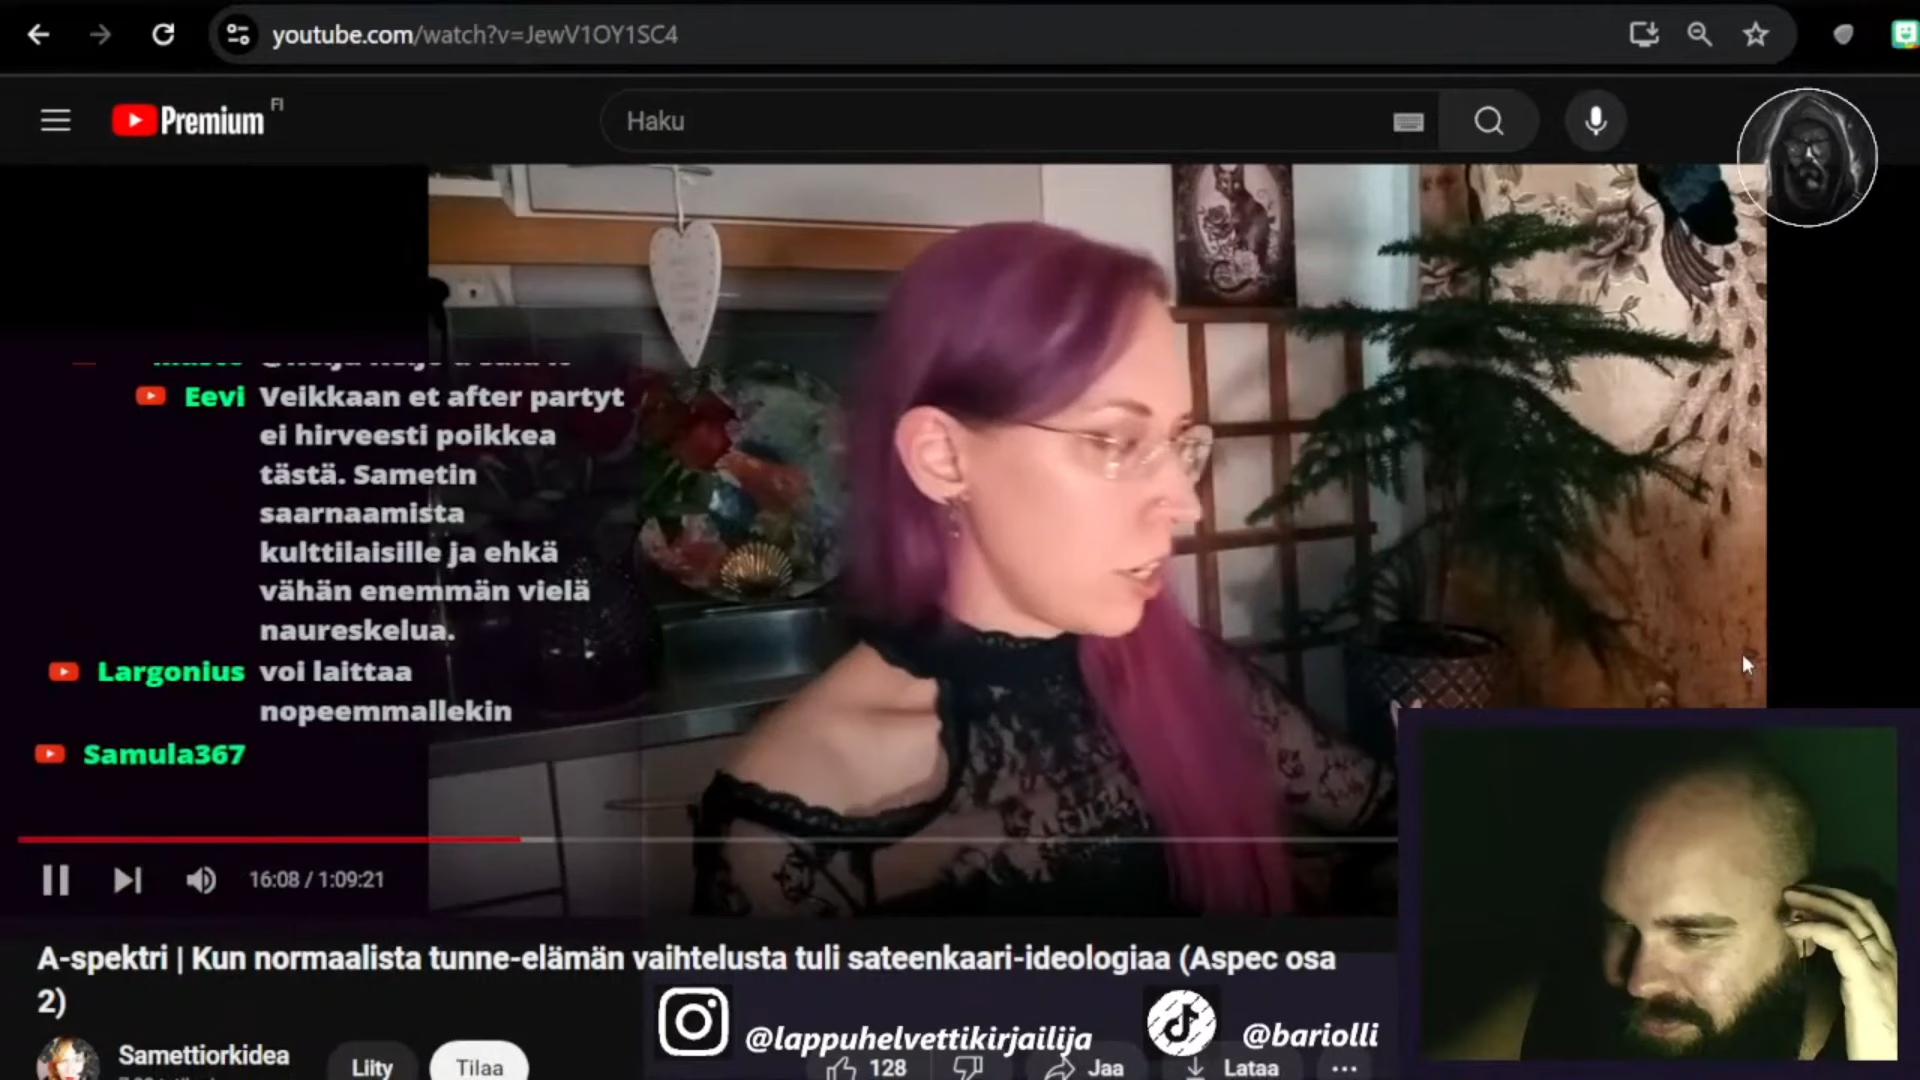 youtube.com/watch?v=JewV1OY1SC4
Premium FI
Haku
Eevi Veikkaan et after partyt
ei hirveesti poikkea
tästä. Sametin
saarnaamista
kulttilaisille ja ehkä
vähän enemmän vielä
naureskelua.
Largonius voi laittaa
nopeemmallekin
Samula367
16:08 / 1:09:21
A-spektri | Kun normaalista tunne-elämän vaihtelusta tuli sateenkaari-ideologiaa (Aspec osa
2)
@lappuhelvettikirjailija
@bariolli
Samettiorkidea
Liity
Tilaa
128
Jaa
Lataa